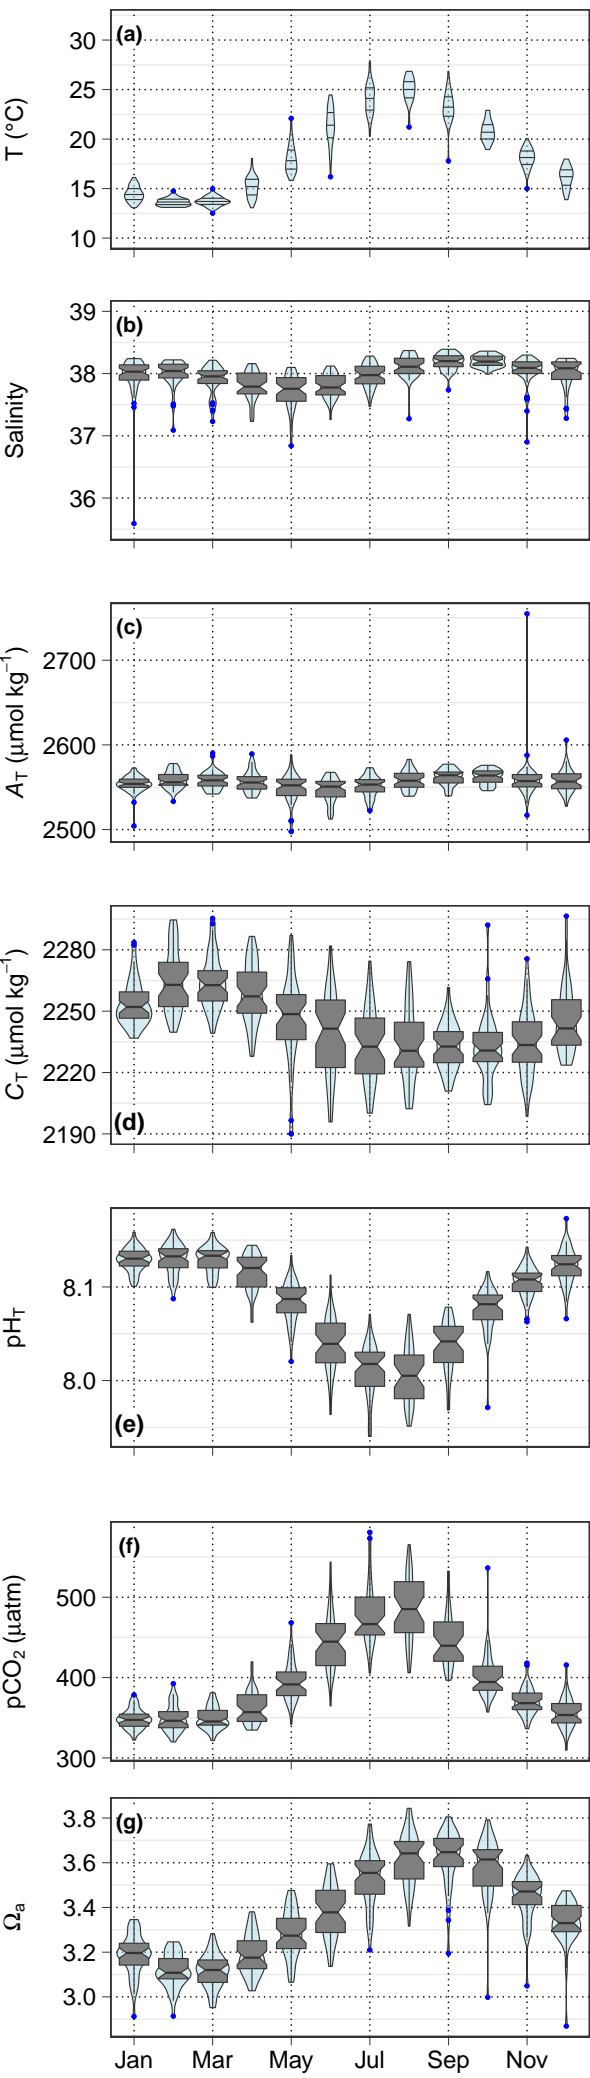 (a)
T (°C)
30
25
20
15
10
(b)
Salinity
39
38
37
36
(c)
A_T (μmol kg⁻¹)
2700
2600
2500
(d)
C_T (μmol kg⁻¹)
2280
2250
2220
2190
(e)
pH_T
8.1
8.0
(f)
pCO₂ (μatm)
500
400
300
(g)
Ωₐ
3.8
3.6
3.4
3.2
3.0
Jan Mar May Jul Sep Nov